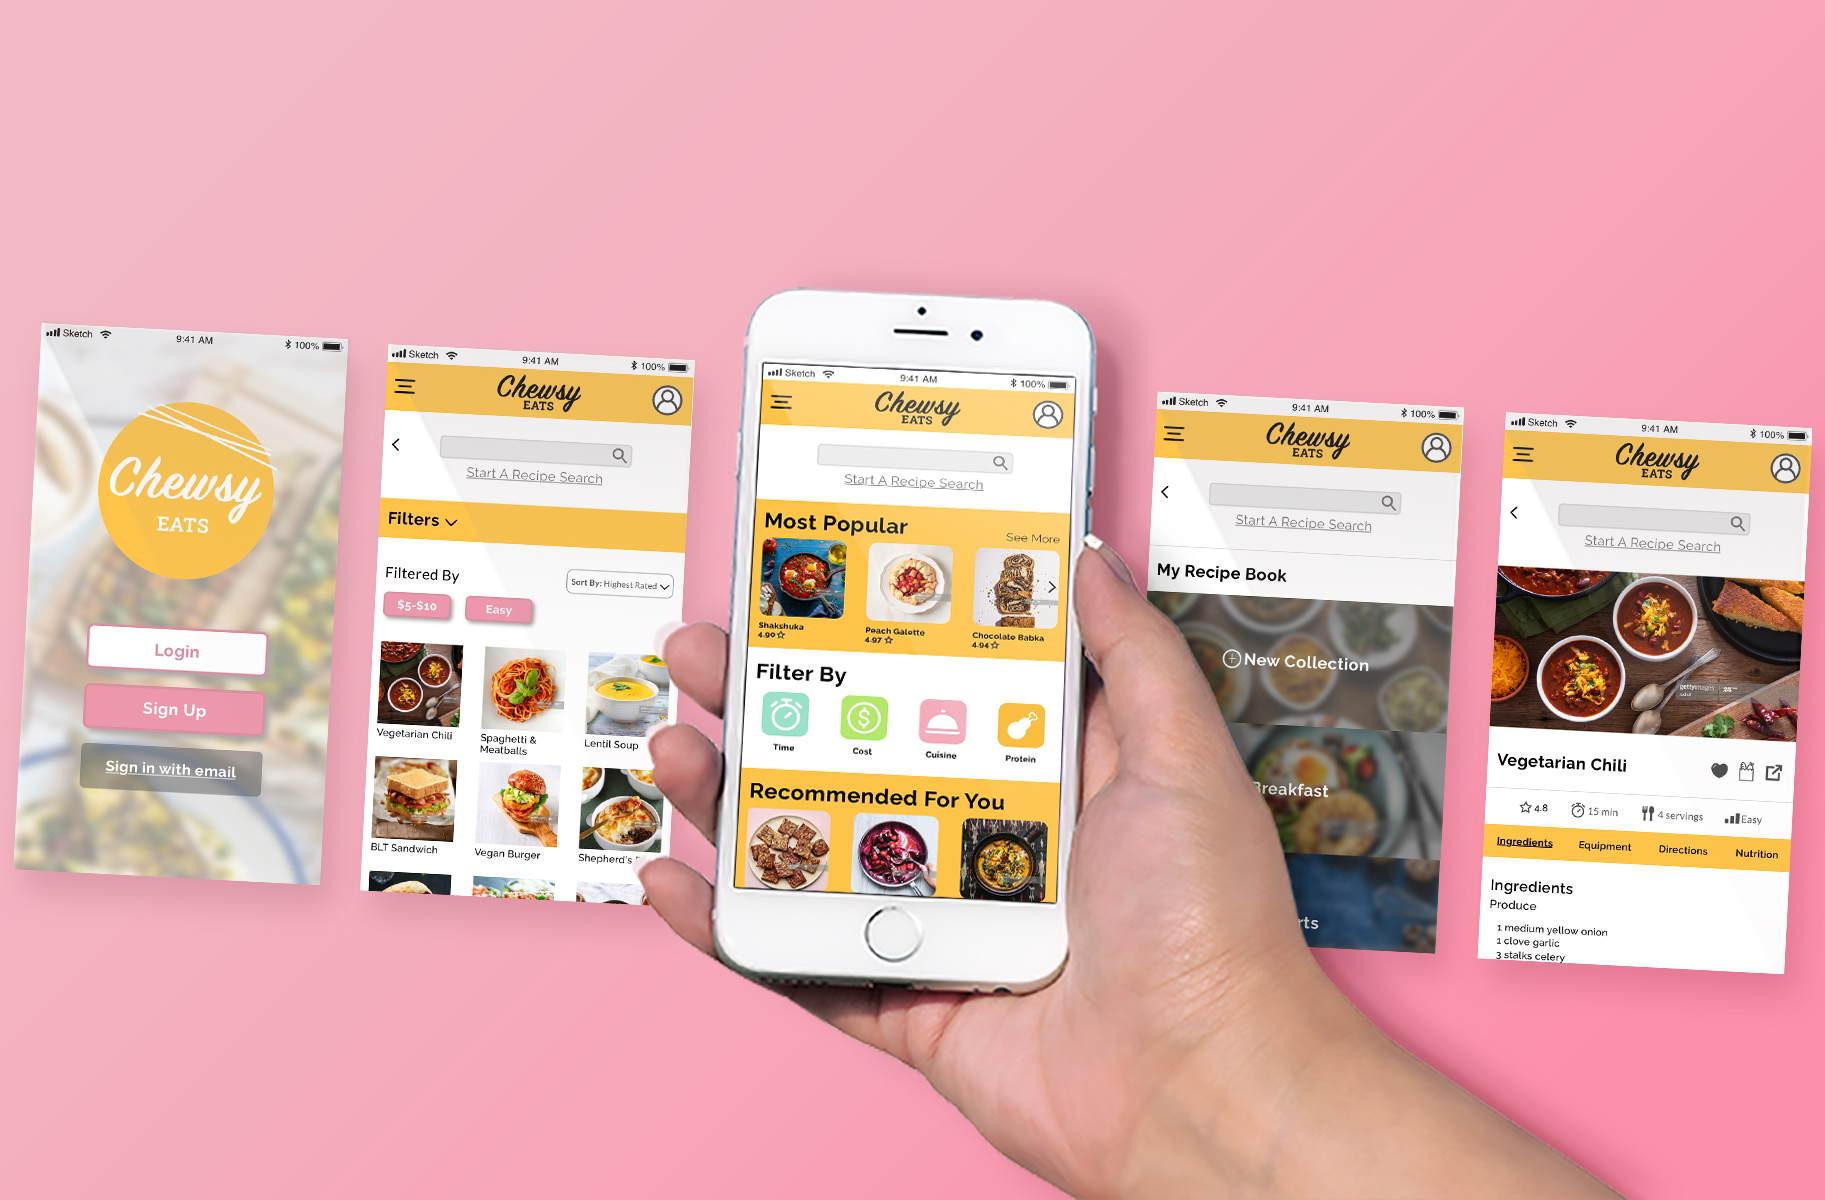 Sketch 9:41 AM 100%
Chewsy
EATS
Login
Sign Up
Sign in with email
Sketch 9:41 AM 100%
Chewsy
EATS
Start A Recipe Search
Filters
Filtered By
Sort By: Highest Rated
$5-$10 Easy
Vegetarian Chili
Spaghetti &
Meatballs
Lentil Soup
BLT Sandwich
Vegan Burger
Shepherd's
Sketch 9:41 AM 100%
Chewsy
EATS
Start A Recipe Search
Most Popular
See More
Shakshuka
4.90
Peach Galette
4.97
Chocolate Babka
4.94
Filter By
Time
Cost
Cuisine
Protein
Recommended For You
Sketch 9:41 AM 100%
Chewsy
EATS
Start A Recipe Search
My Recipe Book
New Collection
Breakfast
rts
Sketch 9:41 AM 100%
Chewsy
EATS
Start A Recipe Search
gettyimages
Vegetarian Chili
4.8 15 min 4 servings Easy
Ingredients Equipment Directions Nutrition
Ingredients
Produce
1 medium yellow onion
1 clove garlic
3 stalks celery